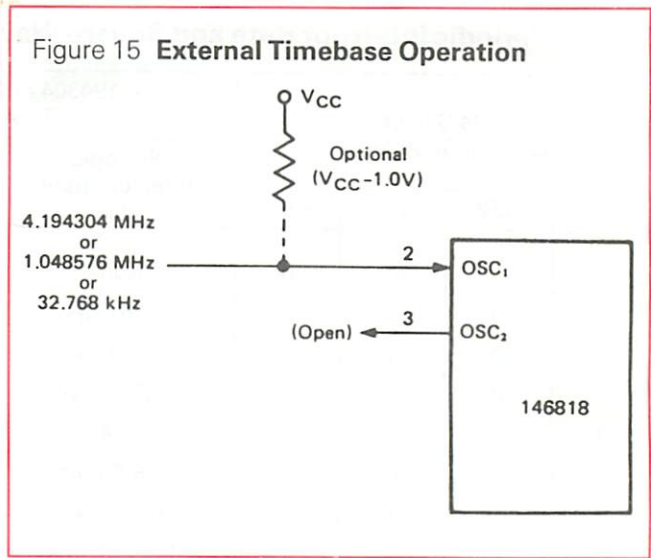 Figure 15 External Timebase Operation
VCC
Optional
(VCC-1.0V)
4.194304 MHz
or
1.048576 MHz
or
32.768 kHz
2
OSC₁
3
(Open)
OSC₂
146818